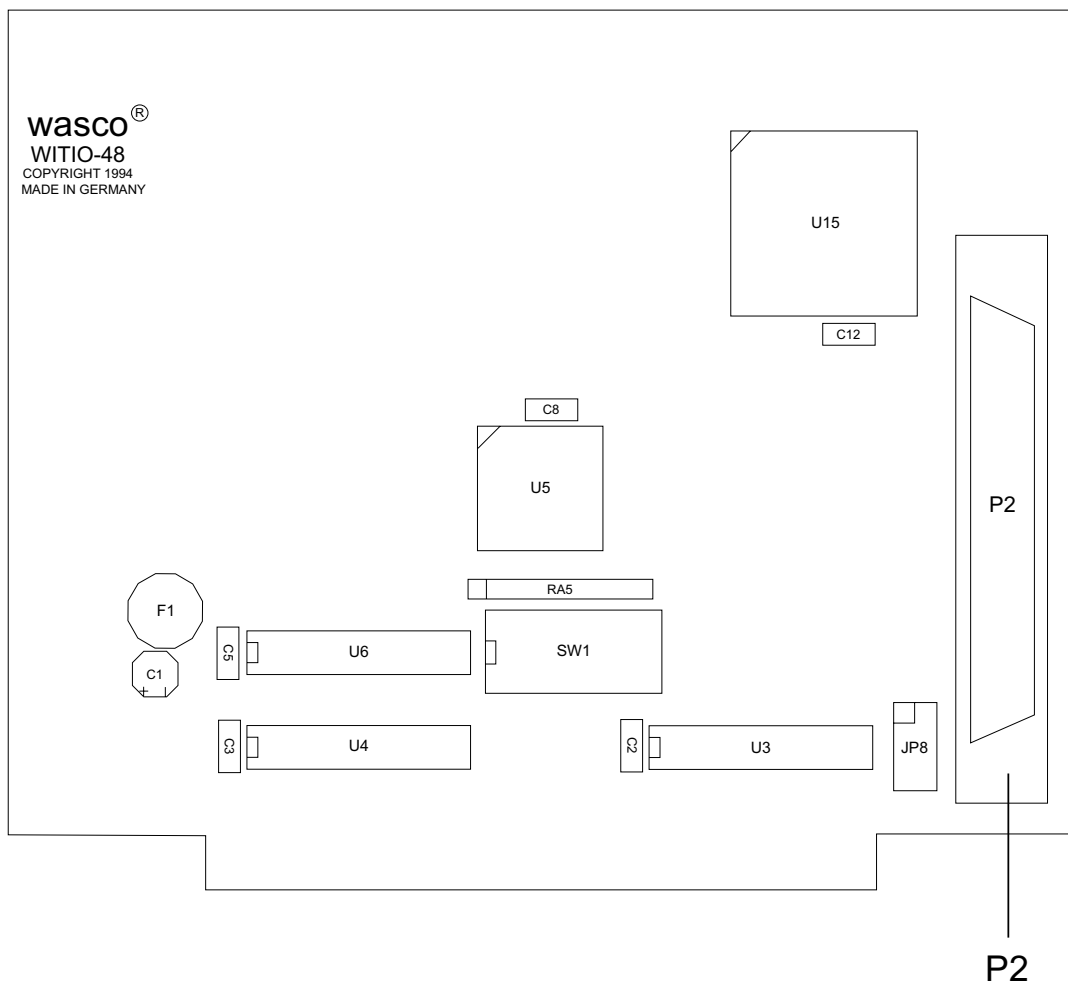 wasco®
WITIO-48
COPYRIGHT 1994
MADE IN GERMANY
U15
C12
C8
U5
P2
RA5
F1
C5
U6
SW1
C1
+ |
C3
U4
C2
U3
JP8
P2